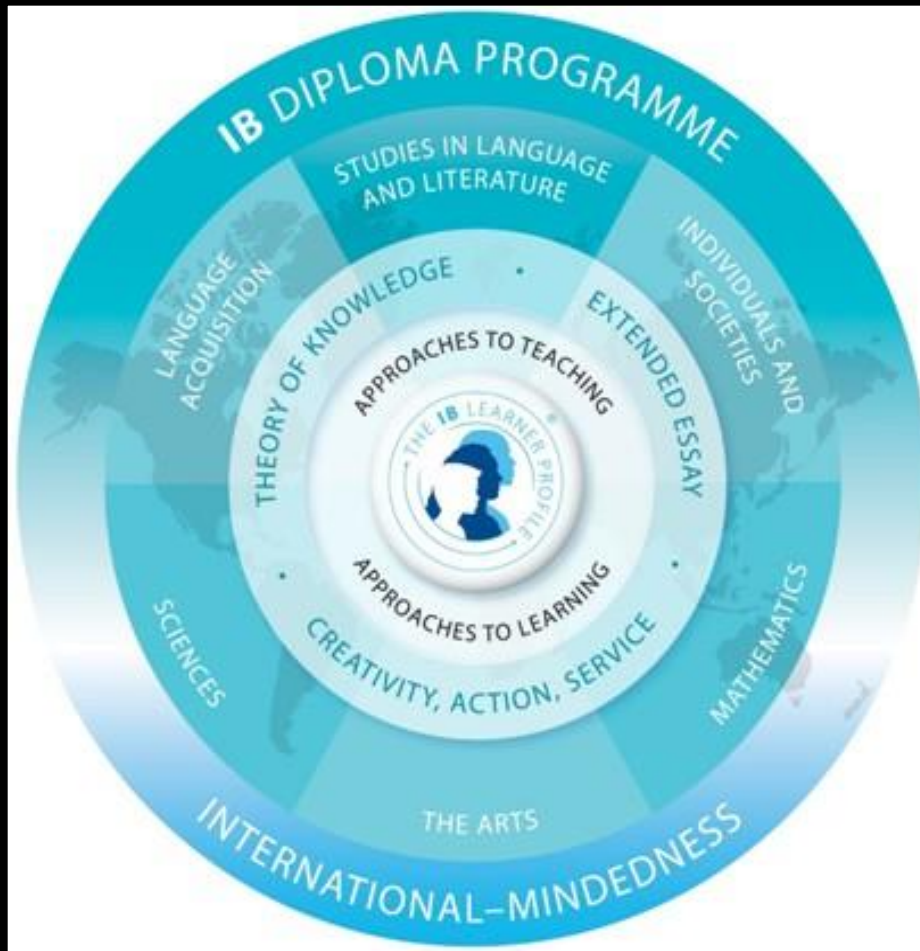 IB DIPLOMA PROGRAMME
STUDIES IN LANGUAGE
AND LITERATURE
LANGUAGE
ACQUISITION
INDIVIDUALS AND
SOCIETIES
THEORY OF KNOWLEDGE
EXTENDED ESSAY
APPROACHES TO TEACHING
THE IB LEARNER PROFILE®
APPROACHES TO LEARNING
CREATIVITY, ACTION, SERVICE
SCIENCES
MATHEMATICS
THE ARTS
INTERNATIONAL–MINDEDNESS